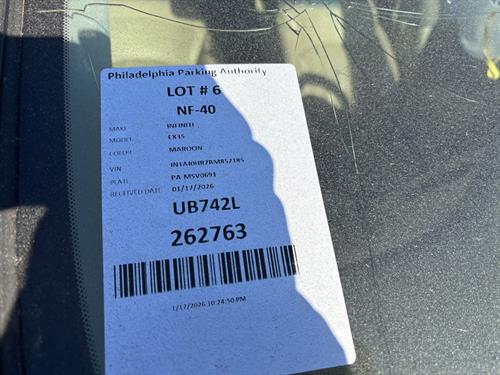 Philadelphia Parking Authority
LOT # 6
NF-40
MAKE INFINITI
MODEL EX35
COLOR MAROON
VIN
PLATE PA MSV0691
RECEIVED DATE 01/17/2026
UB742L
262763
1/17/2026 10:24:50 PM